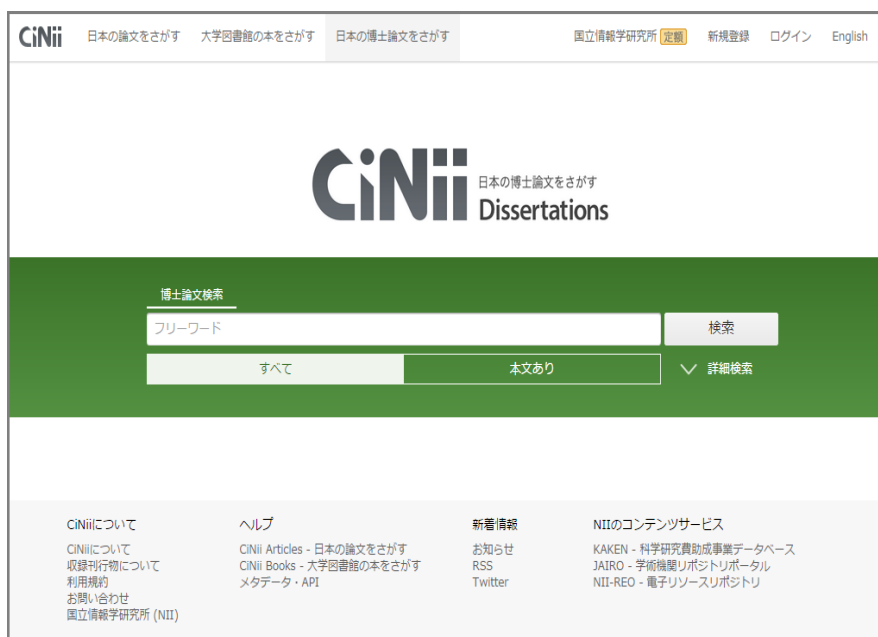 CiNii 日本の論文をさがす 大学図書館の本をさがす 日本の博士論文をさがす 国立情報学研究所 定額 新規登録 ログイン English
CiNii 日本の博士論文をさがす
Dissertations
博士論文検索
フリーワード 検索
すべて 本文あり 詳細検索
CiNiiについて
CiNiiについて
収録刊行物について
利用規約
お問い合わせ
国立情報学研究所 (NII)
ヘルプ
CiNii Articles - 日本の論文をさがす
CiNii Books - 大学図書館の本をさがす
メタデータ・API
新着情報
お知らせ
RSS
Twitter
NIIのコンテンツサービス
KAKEN - 科学研究費助成事業データベース
JAIRO - 学術機関リポジトリポータル
NII-REO - 電子リソースリポジトリ